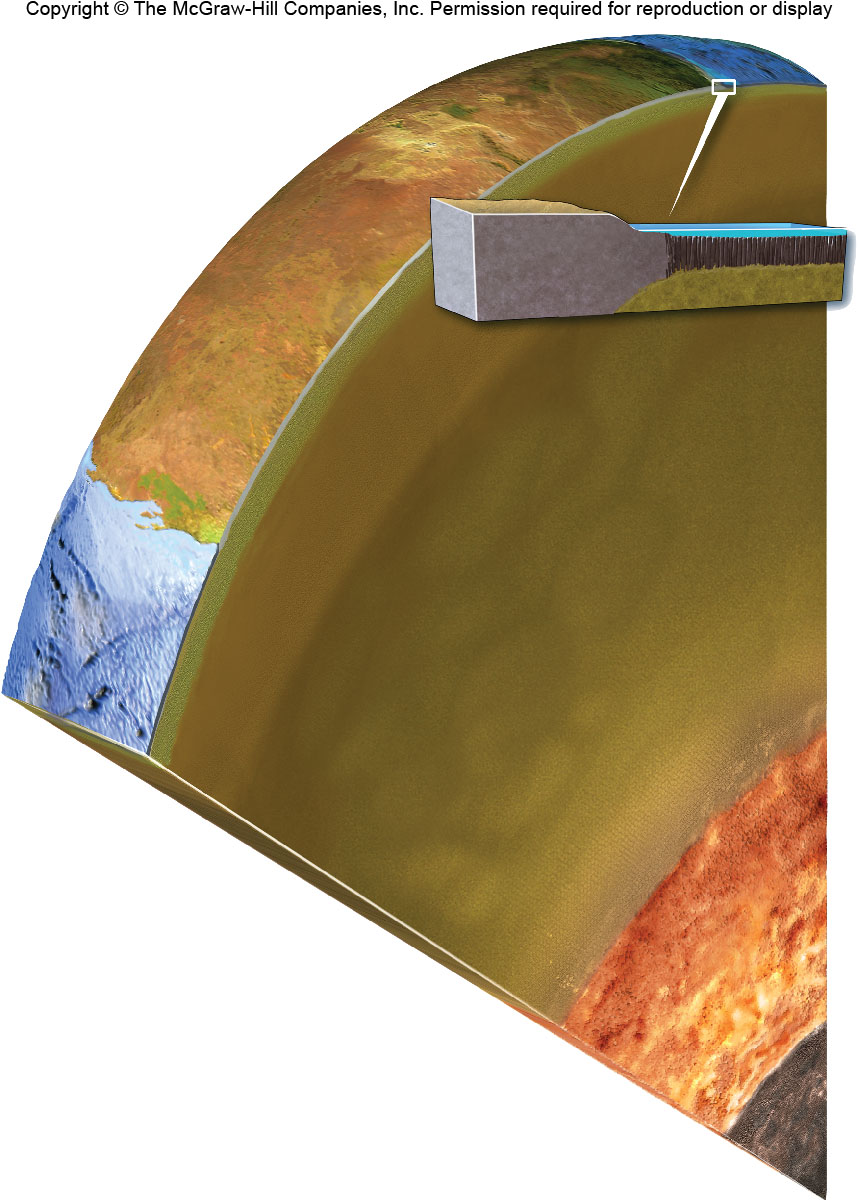 Copyright © The McGraw-Hill Companies, Inc. Permission required for reproduction or display